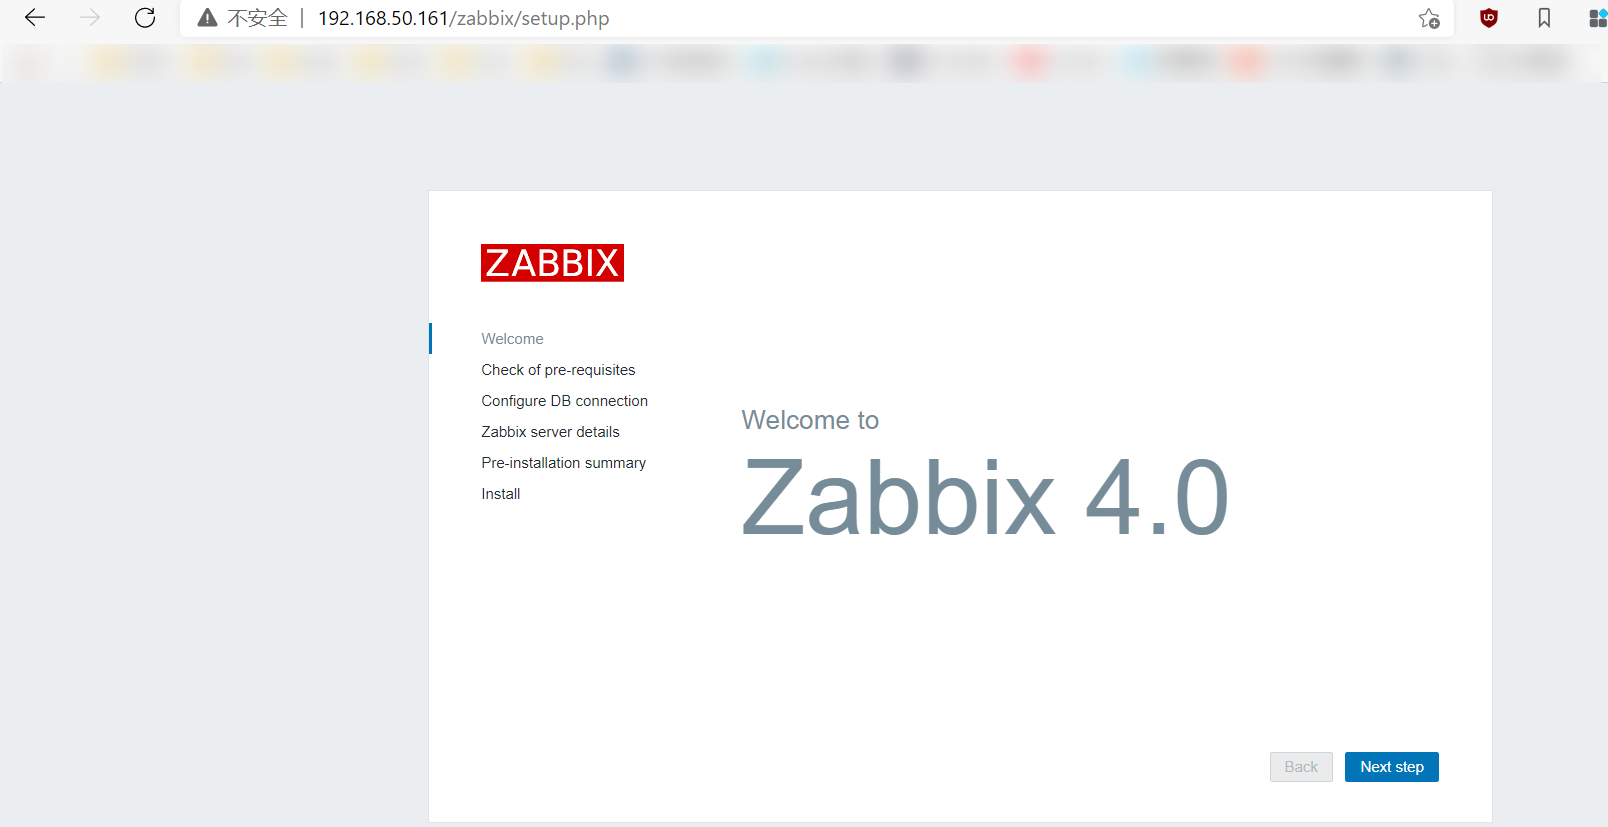 不安全 | 192.168.50.161/zabbix/setup.php
ZABBIX
Welcome
Check of pre-requisites
Configure DB connection
Zabbix server details
Pre-installation summary
Install
Welcome to
Zabbix 4.0
Back
Next step